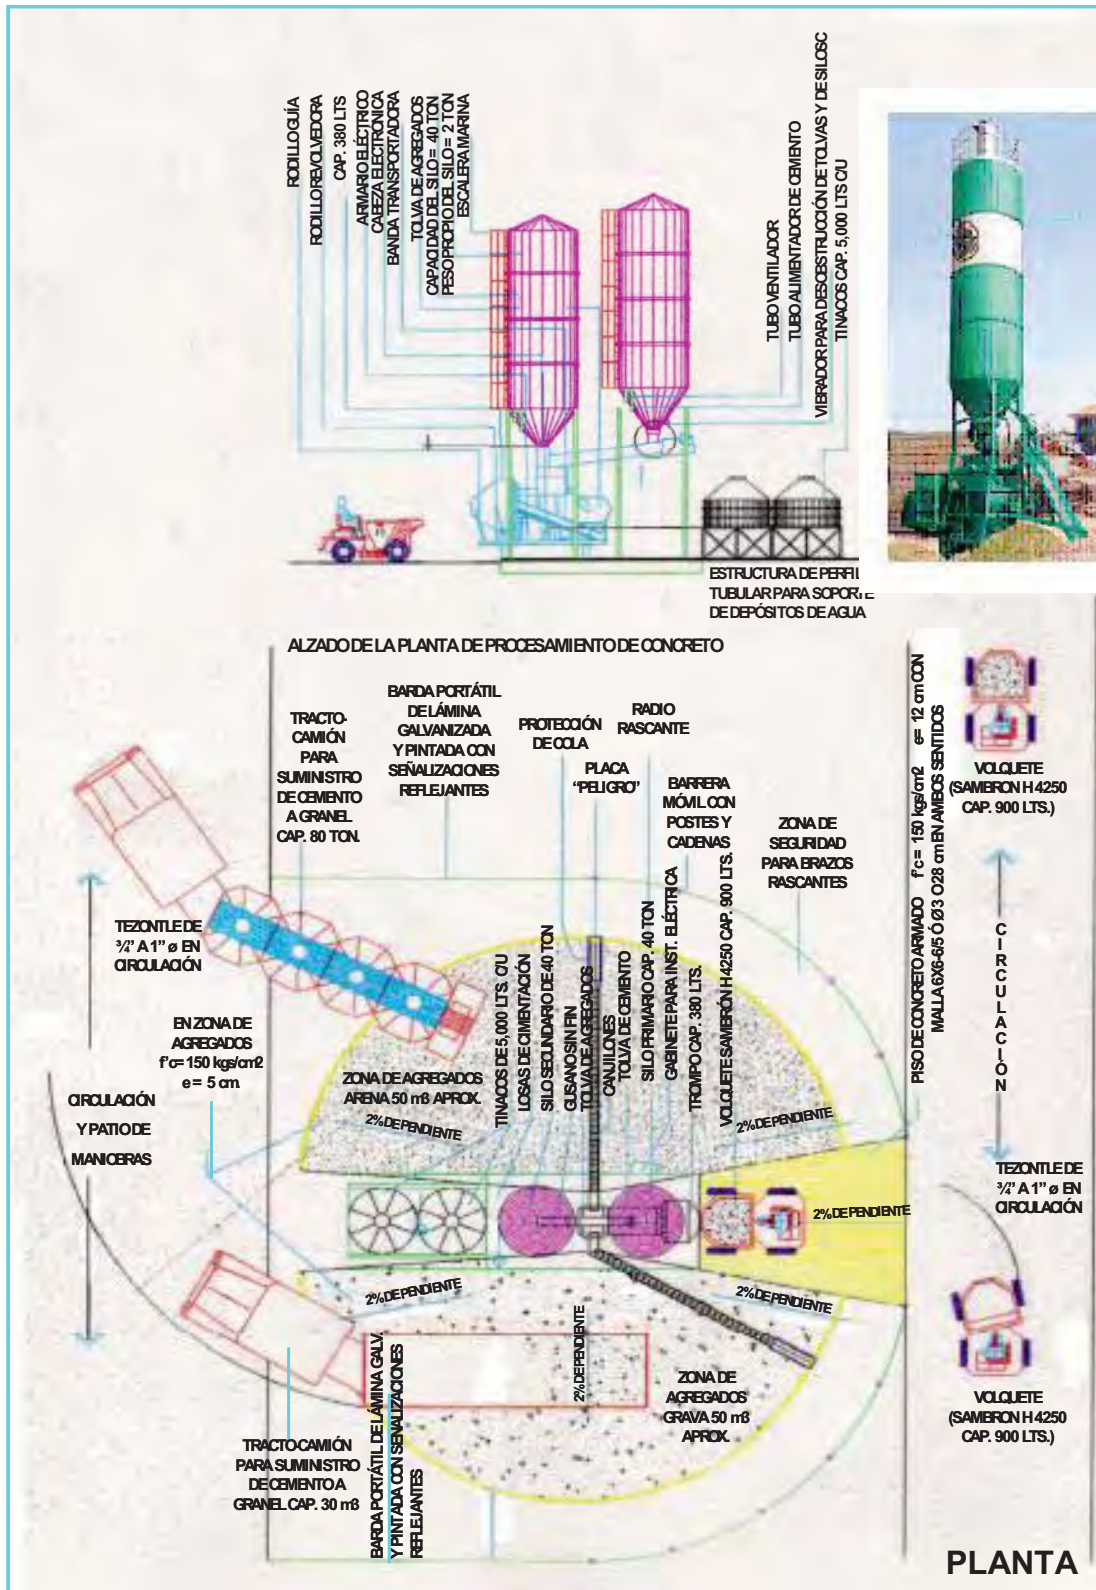 RODILLO GUÍA
RODILLO REVOLVEDORA
CAP. 380 LTS
ARMARIO ELÉCTRICO
CABEZA ELECTRONICA
BANDA TRANSPORTADORA
TOLVA DE AGREGADOS
CAPACIDAD DEL SILO = 40 TON
PESO PROPIO DEL SILO = 2 TON
ESCALERA MARINA
TUBO VENTILADOR
TUBO ALIMENTADOR DE CEMENTO
VIBRADOR PARA DESOBSTRUCCIÓN DE TOLVAS Y DE SILOSC
TINACOS CAP. 5,000 LTS C/U
ESTRUCTURA DE PERFIL
TUBULAR PARA SOPORTE
DE DEPÓSITOS DE AGUA
ALZADO DE LA PLANTA DE PROCESAMIENTO DE CONCRETO
TRACTO-
CAMIÓN
PARA
SUMINISTRO
DE CEMENTO
A GRANEL
CAP. 80 TON.
BARDA PORTÁTIL
DE LÁMINA
GALVANIZADA
Y PINTADA CON
SEÑALIZACIONES
REFLEJANTES
PROTECCIÓN
DE COLA
PLACA
"PELIGRO"
RADIO
RASCANTE
BARRERA
MÓVIL CON
POSTES Y
CADENAS
ZONA DE
SEGURIDAD
PARA BRAZOS
RASCANTES
PISO DE CONCRETO ARMADO f'c = 150 kgs/cm2 e= 12 cm CON
MALLA 6X6-6/5 Ó Ø 3 O 28 cm EN AMBOS SENTIDOS
VOLQUETE
(SAMBRON H 4250
CAP. 900 LTS.)
TEZONTLE DE
¾" A 1" ø EN
CIRCULACIÓN
EN ZONA DE
AGREGADOS
f'c= 150 kgs/cm2
e = 5 cm.
CIRCULACIÓN
Y PATIO DE
MANIOBRAS
ZONA DE AGREGADOS
ARENA 50 m3 APROX.
2% DE PENDIENTE
TINACOS DE 5,000 LTS. C/U
LOSAS DE CIMENTACIÓN
SILO SECUNDARIO DE 40 TON
GUSANO SIN FIN
TOLVA DE AGREGADOS
CANJILONES
TOLVA DE CEMENTO
SILO PRIMARIO CAP. 40 TON
GABINETE PARA INST. ELÉCTRICA
TROMPO CAP. 380 LTS.
VOLQUETE SAMBRÓN H 4250 CAP. 900 LTS.
2% DE PENDIENTE
CIRCULACIÓN
TEZONTLE DE
¾" A 1" ø EN
CIRCULACIÓN
2% DE PENDIENTE
2% DE PENDIENTE
2% DE PENDIENTE
2% DE PENDIENTE
ZONA DE
AGREGADOS
GRAVA 50 m3
APROX.
VOLQUETE
(SAMBRON H 4250
CAP. 900 LTS.)
TRACTO-CAMIÓN
PARA SUMINISTRO
DE CEMENTO A
GRANEL CAP. 30 m3
BARDA PORTÁTIL DE LÁMINA GALV.
Y PINTADA CON SENALIZACIONES
REFLEJANTES
PLANTA